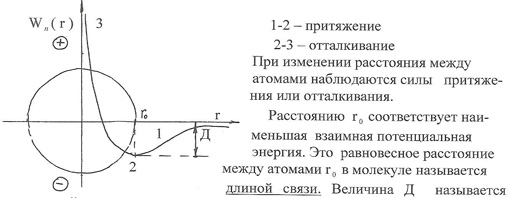 Wп(r)
3
+
r₀
r
1
Д
2
−
1-2 – притяжение
2-3 – отталкивание
При изменении расстояния между
атомами наблюдаются силы притяже-
ния или отталкивания.
Расстоянию r₀ соответствует наи-
меньшая взаимная потенциальная
энергия. Это равновесное расстояние
между атомами r₀ в молекуле называется
длиной связи. Величина Д называется